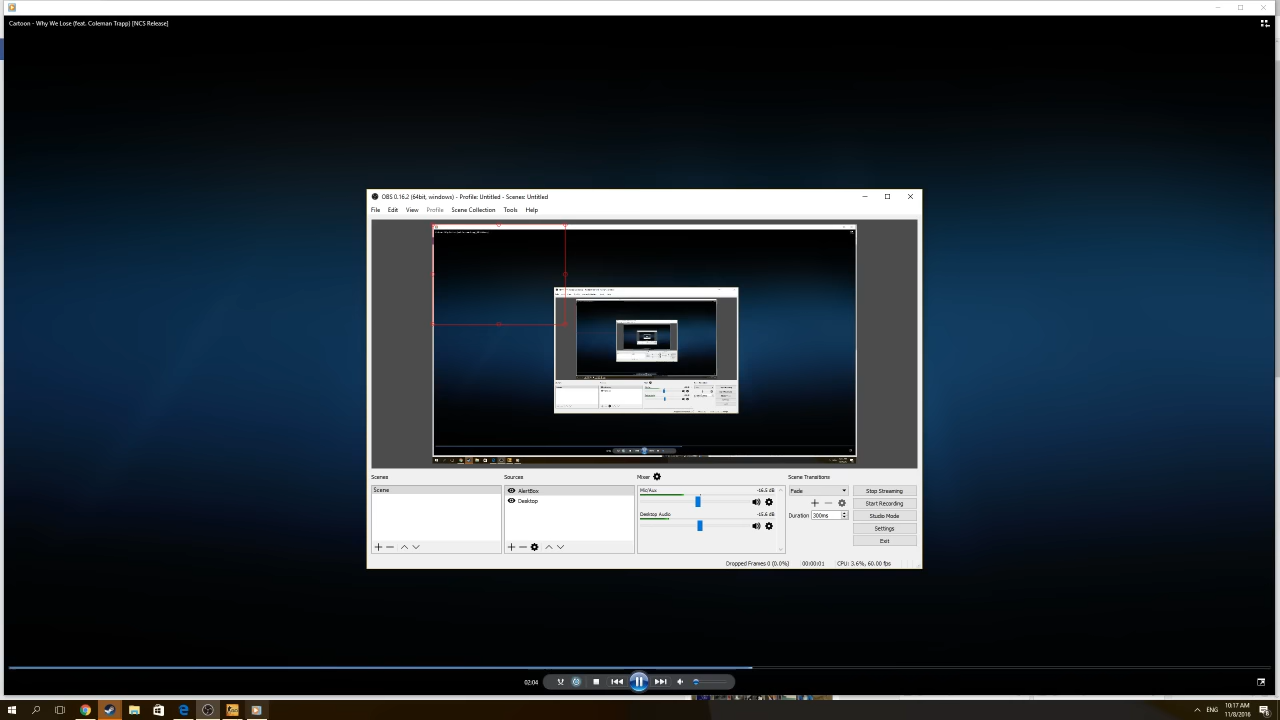 Cartoon - Why We Lose (feat. Coleman Trapp) [NCS Release]
OBS 0.16.2 (64bit, windows) - Profile: Untitled - Scenes: Untitled
File Edit View Profile Scene Collection Tools Help
Scenes Sources Mixer Scene Transitions
Scene AlertBox Mic/Aux -16.5 dB Fade Stop Streaming
Desktop Start Recording
Desktop Audio -15.6 dB Duration 300ms Studio Mode
Settings
Exit
Dropped Frames 0 (0.0%) 00:00:01 CPU: 3.6%, 60.00 fps
02:04
ENG 10:17 AM
11/8/2016